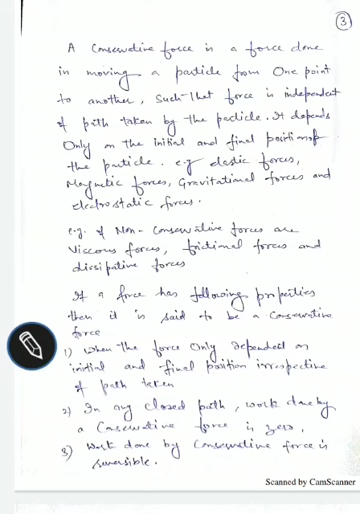 3
A Conservative force is a force done
in moving a particle from One point
to another, such that force is independent
of path taken by the particle. It depends
Only on the initial and final position of
the particle. e.g elastic forces,
Magnetic forces, Gravitational forces and
electrostatic forces.
e.g. of Non-Conservative forces are
Viscous forces, frictional forces and
dissipative forces
If a force has following properties
then it is said to be a Conservative
force
1) When the force Only dependent on
initial and final position irrespective
of path taken
2) In any closed path, work done by
a Conservative force is zero.
3) Work done by Conservative force is
reversible.
Scanned by CamScanner